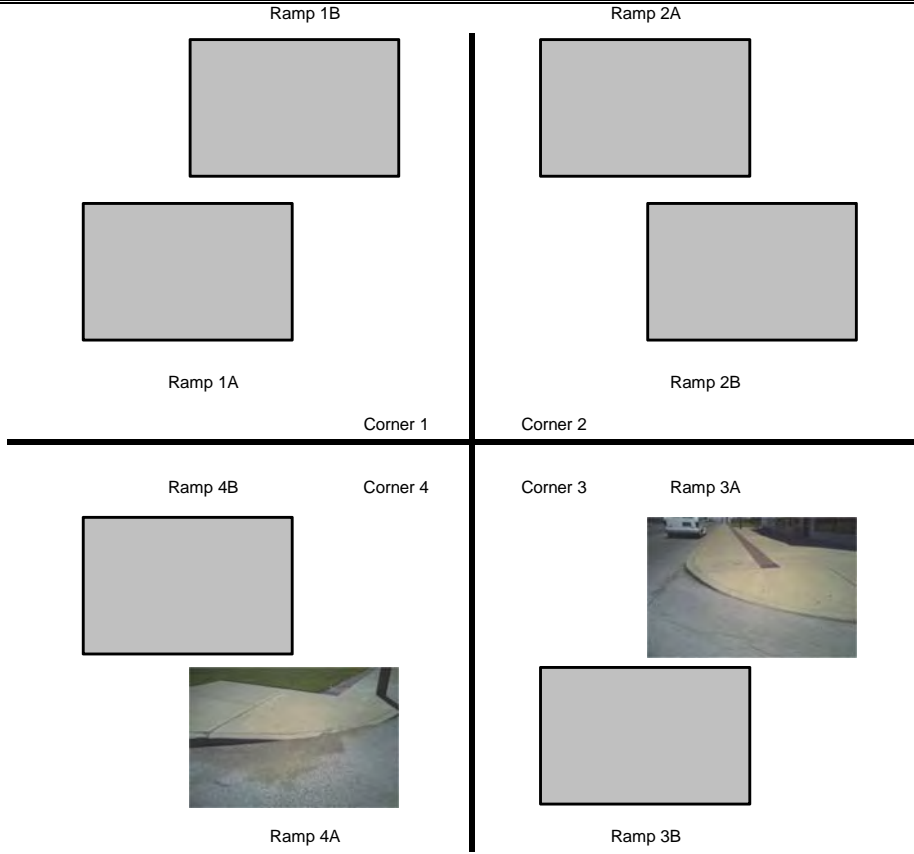 Ramp 1B Ramp 2A
Ramp 1A Ramp 2B
Corner 1 Corner 2
Ramp 4B Corner 4 Corner 3 Ramp 3A
Ramp 4A Ramp 3B